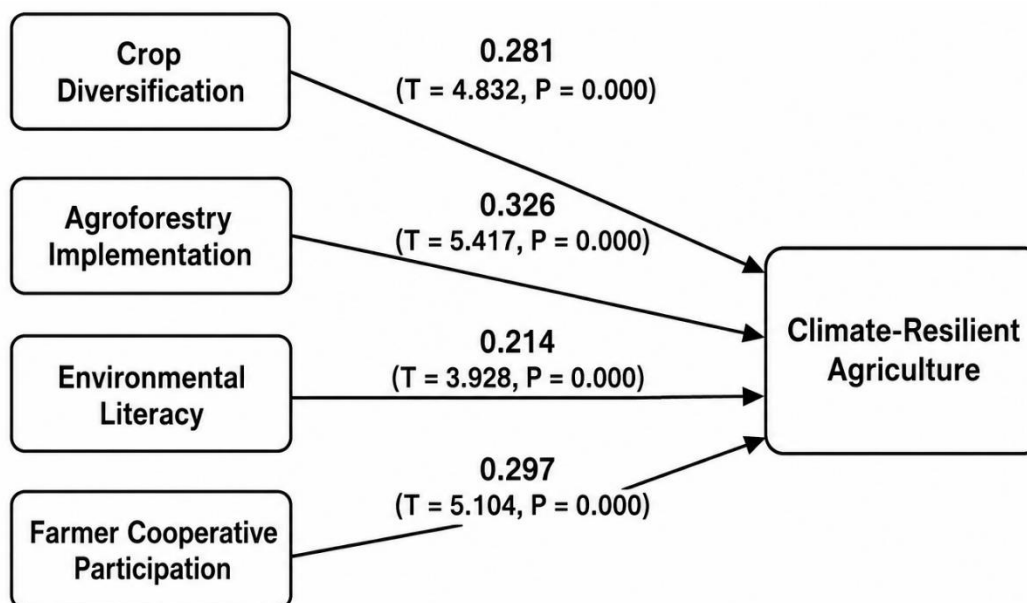 Crop
Diversification
0.281
(T = 4.832, P = 0.000)
Agroforestry
Implementation
0.326
(T = 5.417, P = 0.000)
Environmental
Literacy
0.214
(T = 3.928, P = 0.000)
Farmer Cooperative
Participation
0.297
(T = 5.104, P = 0.000)
Climate-Resilient
Agriculture